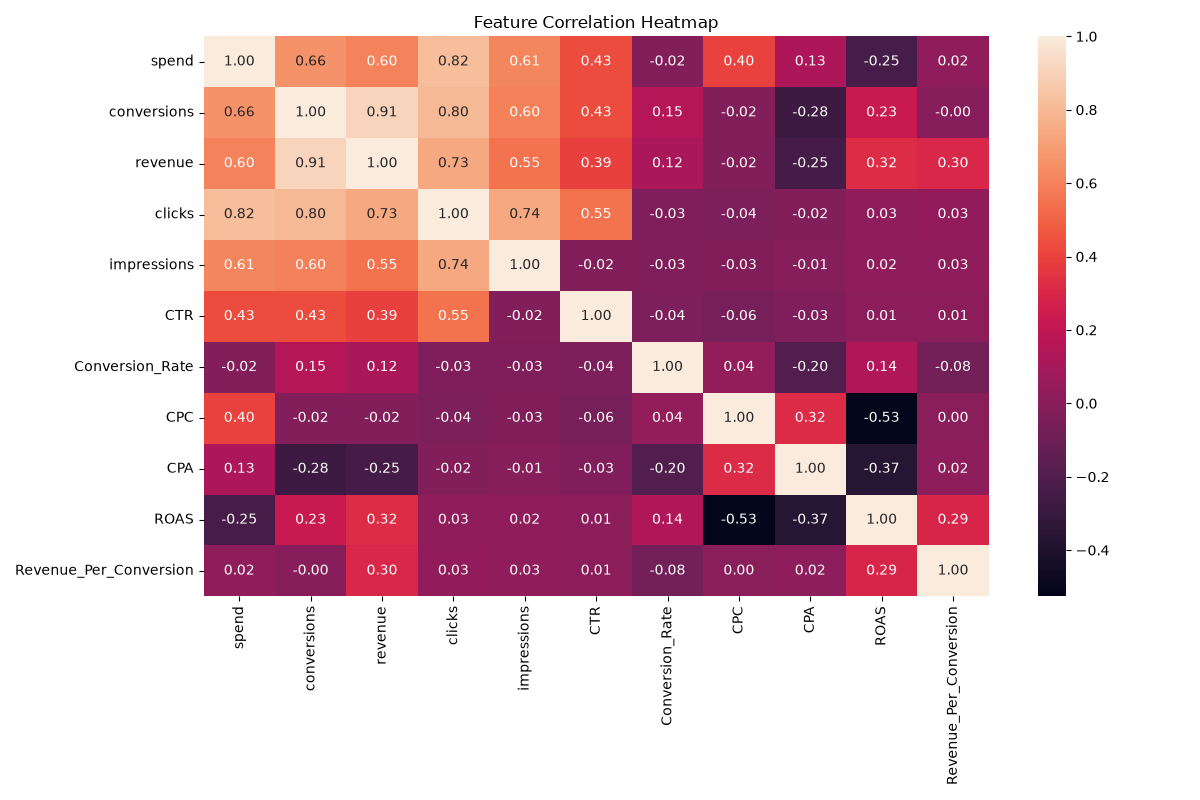 Feature Correlation Heatmap
spend 1.00 0.66 0.60 0.82 0.61 0.43 -0.02 0.40 0.13 -0.25 0.02
conversions 0.66 1.00 0.91 0.80 0.60 0.43 0.15 -0.02 -0.28 0.23 -0.00
revenue 0.60 0.91 1.00 0.73 0.55 0.39 0.12 -0.02 -0.25 0.32 0.30
clicks 0.82 0.80 0.73 1.00 0.74 0.55 -0.03 -0.04 -0.02 0.03 0.03
impressions 0.61 0.60 0.55 0.74 1.00 -0.02 -0.03 -0.03 -0.01 0.02 0.03
CTR 0.43 0.43 0.39 0.55 -0.02 1.00 -0.04 -0.06 -0.03 0.01 0.01
Conversion_Rate -0.02 0.15 0.12 -0.03 -0.03 -0.04 1.00 0.04 -0.20 0.14 -0.08
CPC 0.40 -0.02 -0.02 -0.04 -0.03 -0.06 0.04 1.00 0.32 -0.53 0.00
CPA 0.13 -0.28 -0.25 -0.02 -0.01 -0.03 -0.20 0.32 1.00 -0.37 0.02
ROAS -0.25 0.23 0.32 0.03 0.02 0.01 0.14 -0.53 -0.37 1.00 0.29
Revenue_Per_Conversion 0.02 -0.00 0.30 0.03 0.03 0.01 -0.08 0.00 0.02 0.29 1.00
spend
conversions
revenue
clicks
impressions
CTR
Conversion_Rate
CPC
CPA
ROAS
Revenue_Per_Conversion
1.0
0.8
0.6
0.4
0.2
0.0
−0.2
−0.4